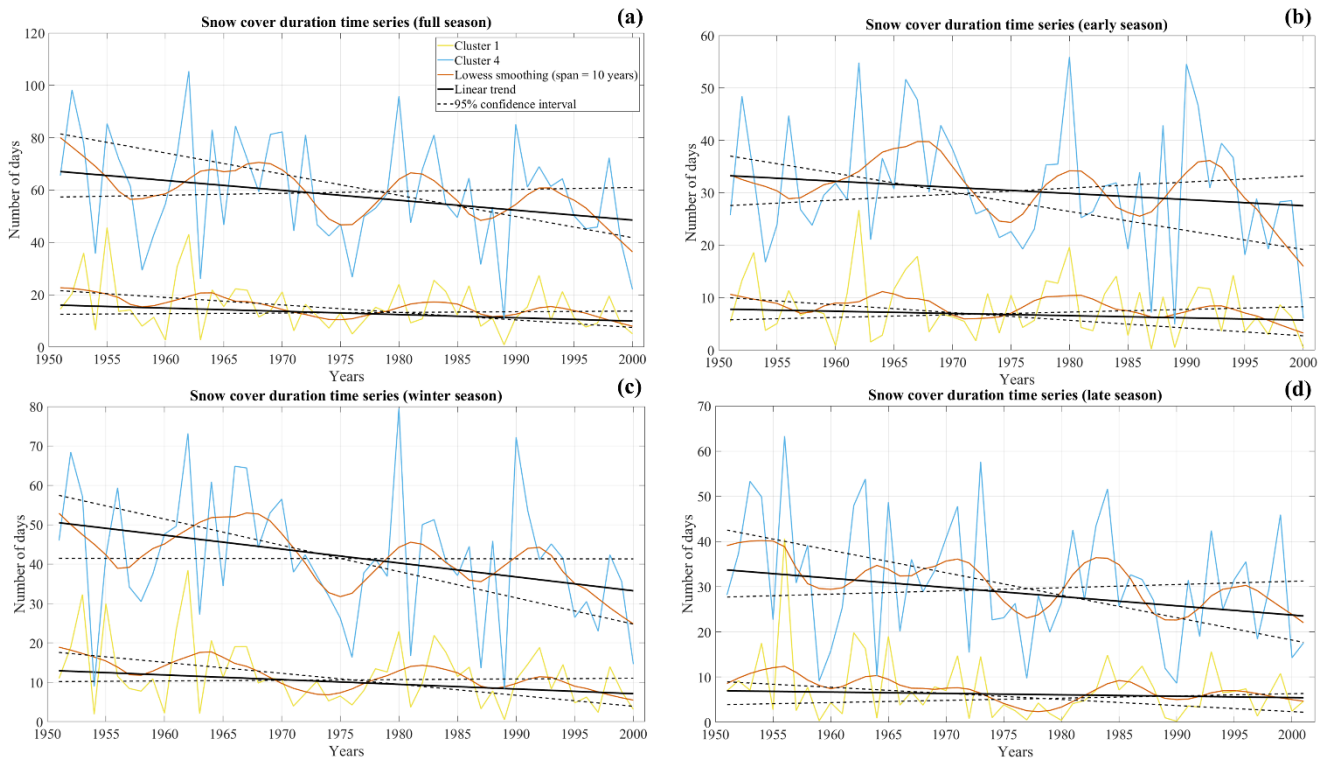 Snow cover duration time series (full season)
(a)
120
100
80
60
40
20
0
Number of days
Cluster 1
Cluster 4
Lowess smoothing (span = 10 years)
Linear trend
95% confidence interval
1950 1955 1960 1965 1970 1975 1980 1985 1990 1995 2000
Years
Snow cover duration time series (early season)
(b)
60
50
40
30
20
10
0
Number of days
1950 1955 1960 1965 1970 1975 1980 1985 1990 1995 2000
Years
Snow cover duration time series (winter season)
(c)
80
70
60
50
40
30
20
10
0
Number of days
1950 1955 1960 1965 1970 1975 1980 1985 1990 1995 2000
Years
Snow cover duration time series (late season)
(d)
70
60
50
40
30
20
10
0
Number of days
1950 1955 1960 1965 1970 1975 1980 1985 1990 1995 2000
Years